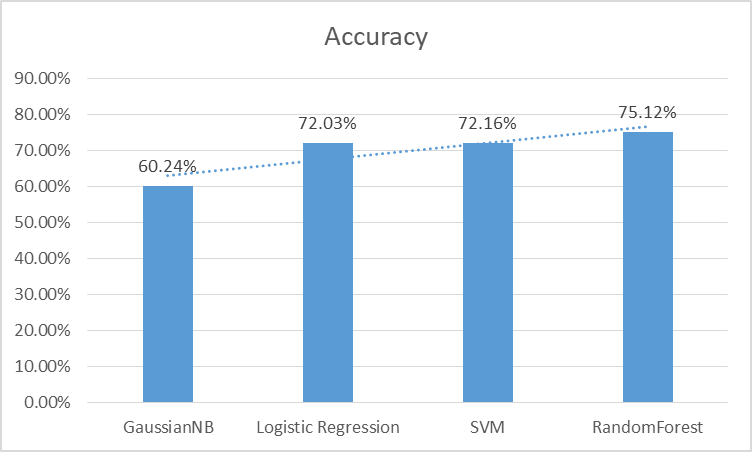 Accuracy
90.00%
80.00%
70.00%
60.00%
50.00%
40.00%
30.00%
20.00%
10.00%
0.00%
60.24%
72.03%
72.16%
75.12%
GaussianNB
Logistic Regression
SVM
RandomForest